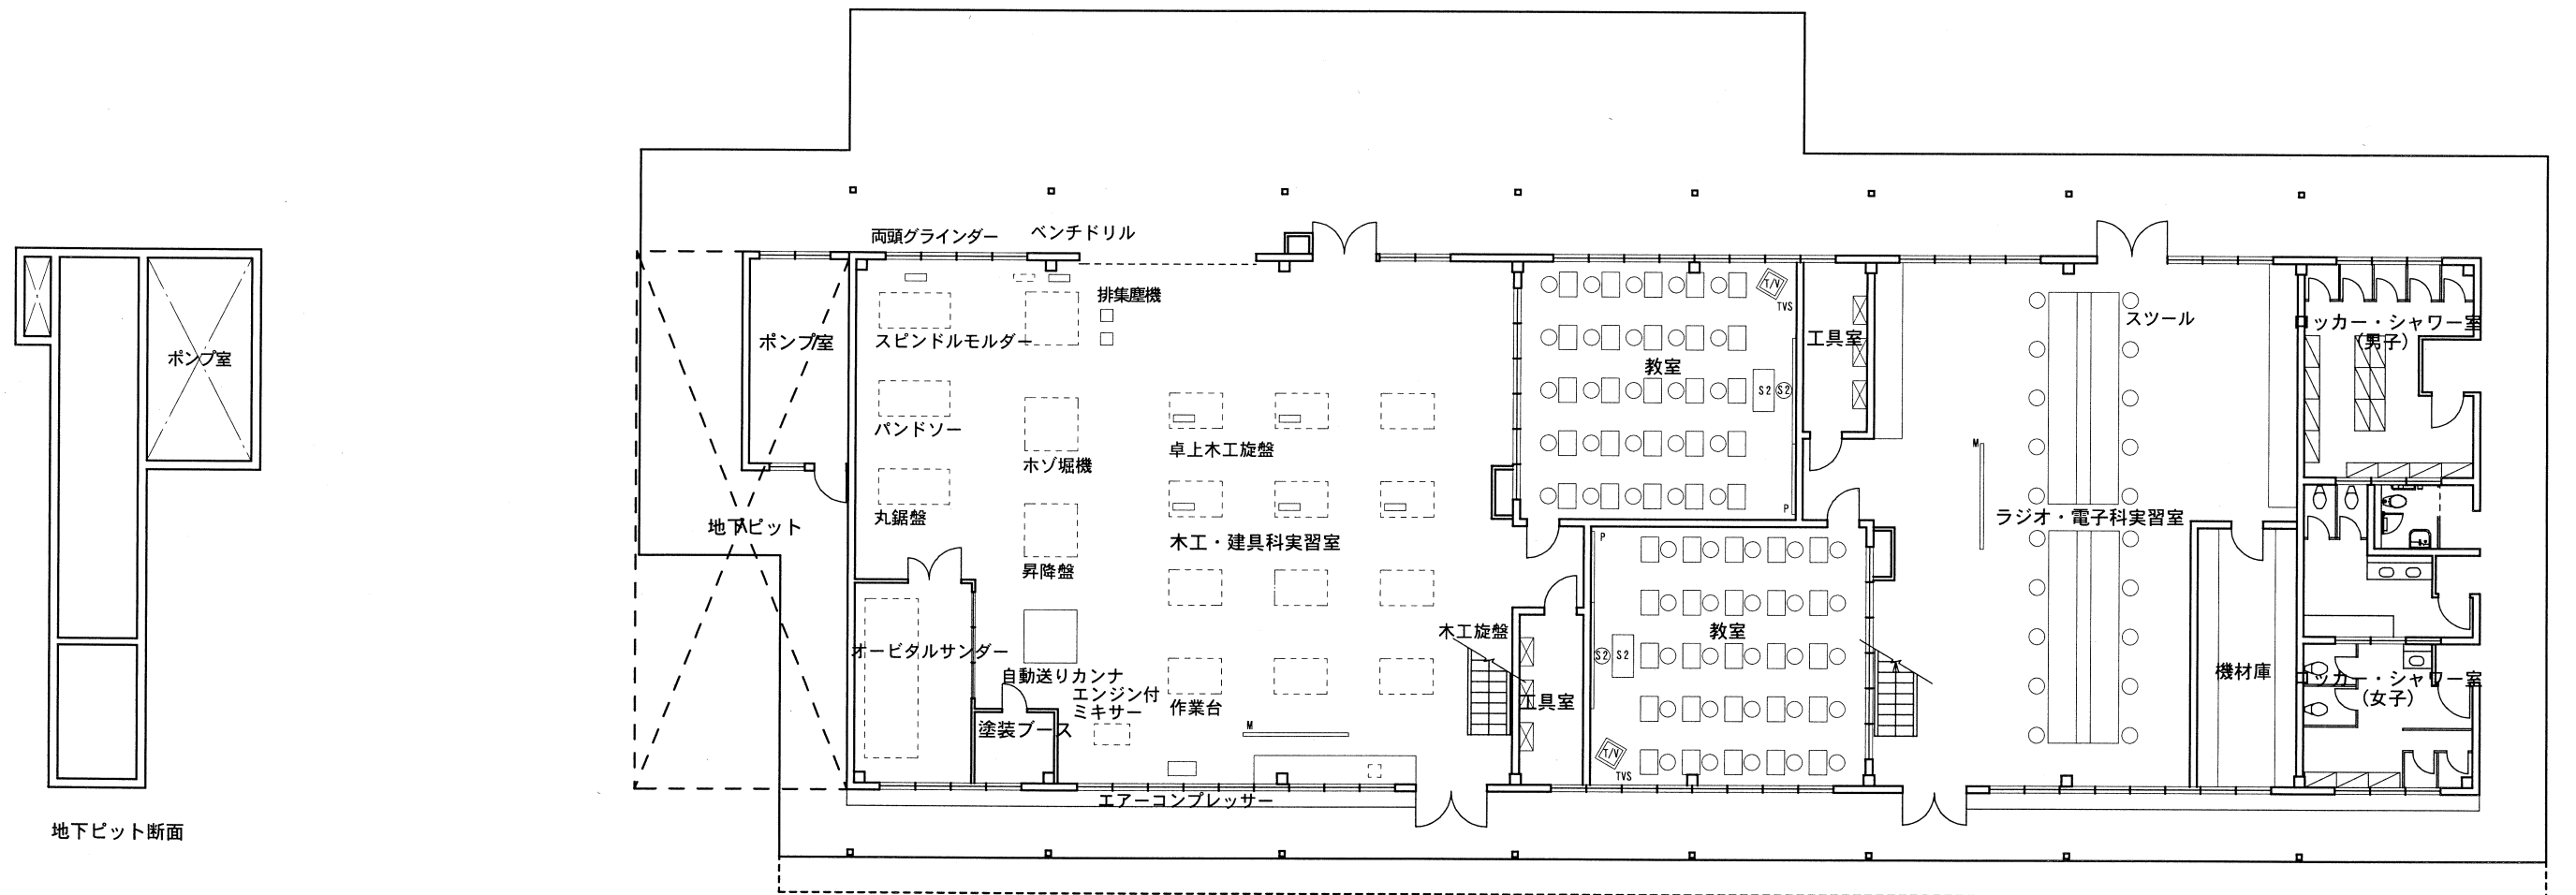 両頭グラインダー
ベンチドリル
排集塵機
スピンドルモルダー
ポンプ室
ポンプ室
バンドソー
ホゾ堀機
卓上木工旋盤
丸鋸盤
地下ピット
木工・建具科実習室
昇降盤
オービタルサンダー
自動送りカンナ
エンジン付
ミキサー
作業台
塗装ブース
M
木工旋盤
エアーコンプレッサー
地下ピット断面
T/V
TVS
教室
S2
S2
P
工具室
P
教室
S2
S2
工具室
T/V
TVS
スツール
M
ラジオ・電子科実習室
機材庫
ロッカー・シャワー室
(男子)
ロッカー・シャワー室
(女子)